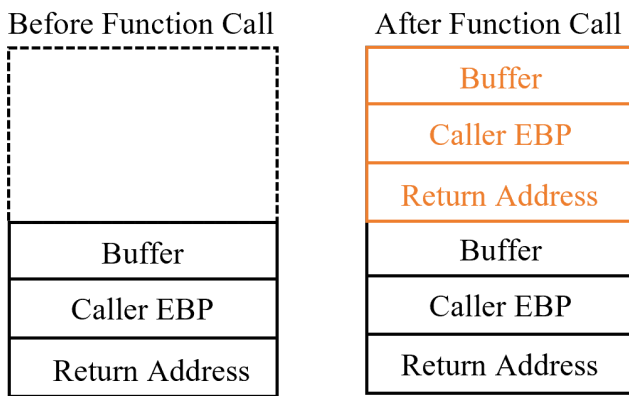 Before Function Call
Buffer
Caller EBP
Return Address
After Function Call
Buffer
Caller EBP
Return Address
Buffer
Caller EBP
Return Address